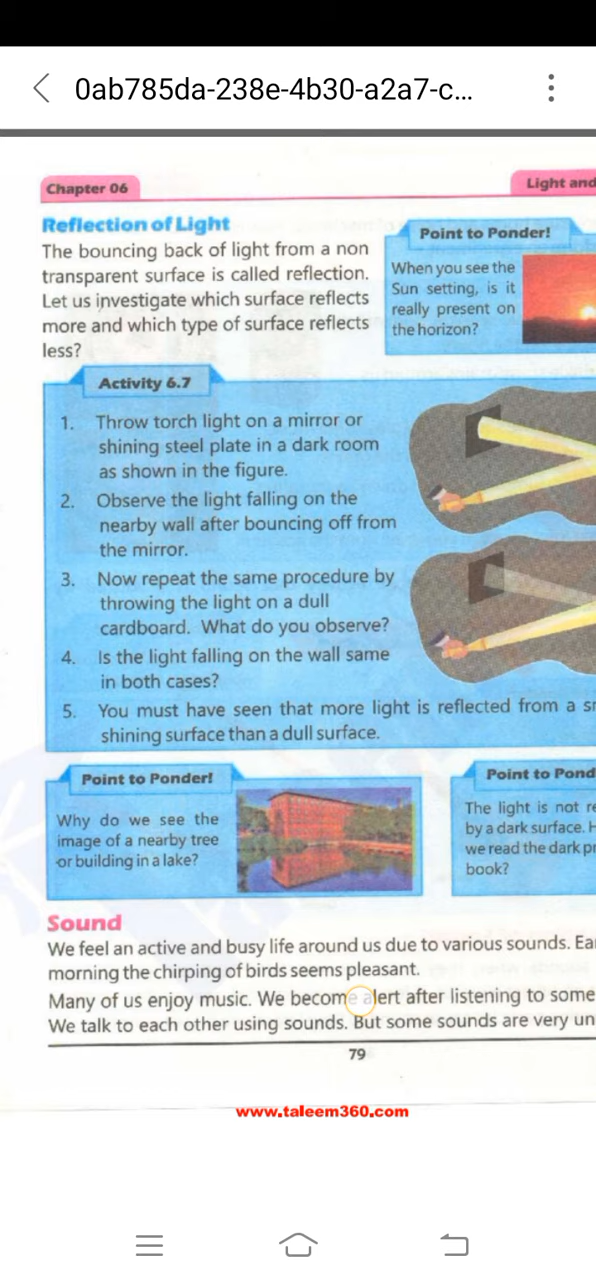 0ab785da-238e-4b30-a2a7-c...
Chapter 06
Light and
Reflection of Light
The bouncing back of light from a non
transparent surface is called reflection.
Let us investigate which surface reflects
more and which type of surface reflects
less?
Point to Ponder!
When you see the
Sun setting, is it
really present on
the horizon?
Activity 6.7
1. Throw torch light on a mirror or
shining steel plate in a dark room
as shown in the figure.
2. Observe the light falling on the
nearby wall after bouncing off from
the mirror.
3. Now repeat the same procedure by
throwing the light on a dull
cardboard. What do you observe?
4. Is the light falling on the wall same
in both cases?
5. You must have seen that more light is reflected from a
shining surface than a dull surface.
Point to Ponder!
Why do we see the
image of a nearby tree
or building in a lake?
Point to Pond
The light is not re
by a dark surface. H
we read the dark pr
book?
Sound
We feel an active and busy life around us due to various sounds. Ea
morning the chirping of birds seems pleasant.
Many of us enjoy music. We become alert after listening to some
We talk to each other using sounds. But some sounds are very un
79
www.taleem360.com